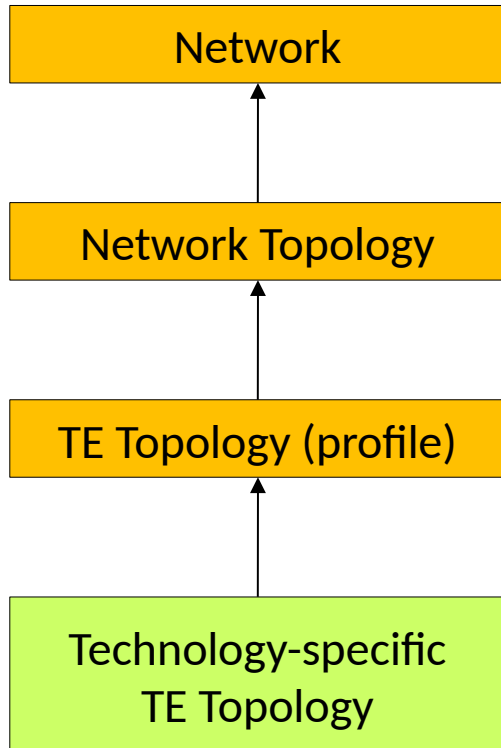 Network
Network Topology
TE Topology (profile)
Technology-specific
TE Topology